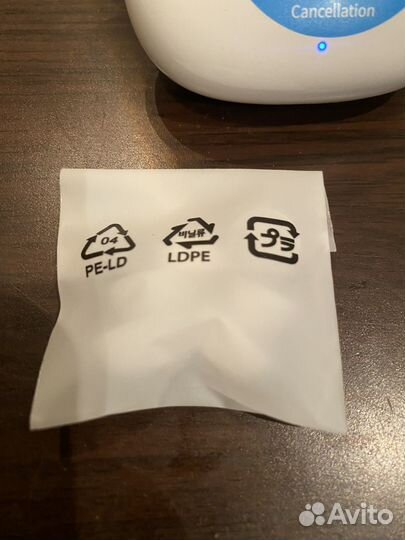 Cancellation
04
PE-LD
비닐류
LDPE
プラ
Avito